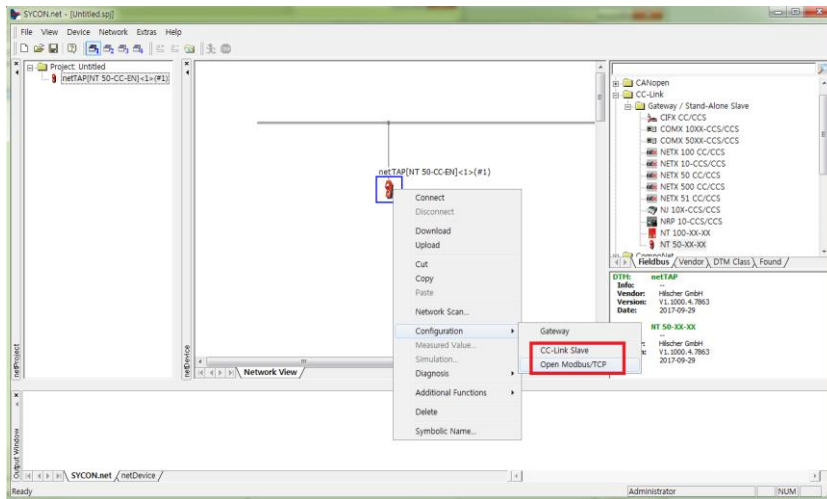 SYCON.net - [Untitled.spj]
File View Device Network Extras Help
Project: Untitled
netTAP[NT 50-CC-EN]<1>(#1)
netProject
netTAP[NT 50-CC-EN]<1>(#1)
Connect
Disconnect
Download
Upload
Cut
Copy
Paste
Network Scan...
Configuration
Measured Value...
Simulation...
Diagnosis
Additional Functions
Delete
Symbolic Name...
Gateway
CC-Link Slave
Open Modbus/TCP
netDevice
Network View
CANopen
CC-Link
Gateway / Stand-Alone Slave
CIFX CC/CCS
COMX 10XX-CCS/CCS
COMX 50XX-CCS/CCS
NETX 100 CC/CCS
NETX 10-CCS/CCS
NETX 50 CC/CCS
NETX 500 CC/CCS
NETX 51 CC/CCS
NJ 10X-CCS/CCS
NRP 10-CCS/CCS
NT 100-XX-XX
NT 50-XX-XX
CompoNet
Fieldbus Vendor DTM Class Found
DTM: netTAP
Info: --
Vendor: Hilscher GmbH
Version: V1.1000.4.7863
Date: 2017-09-29
NT 50-XX-XX
--
Hilscher GmbH
V1.1000.4.7863
2017-09-29
Output Window
SYCON.net netDevice
Ready
Administrator NUM